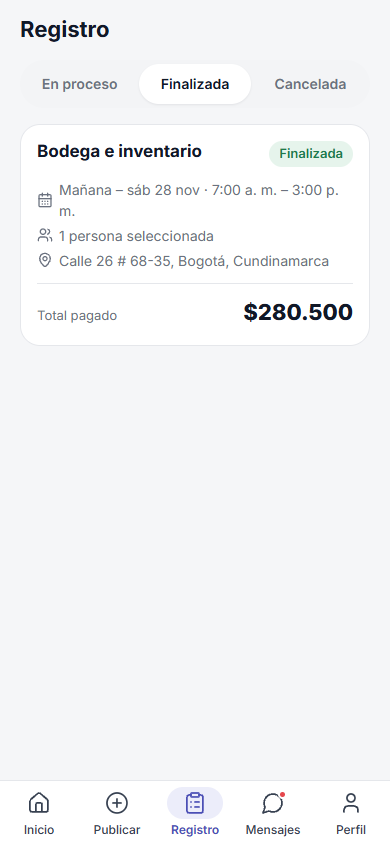 Registro
En proceso
Finalizada
Cancelada
Bodega e inventario
Finalizada
Mañana – sáb 28 nov · 7:00 a. m. – 3:00 p.
m.
1 persona seleccionada
Calle 26 # 68-35, Bogotá, Cundinamarca
Total pagado
$280.500
Inicio
Publicar
Registro
Mensajes
Perfil